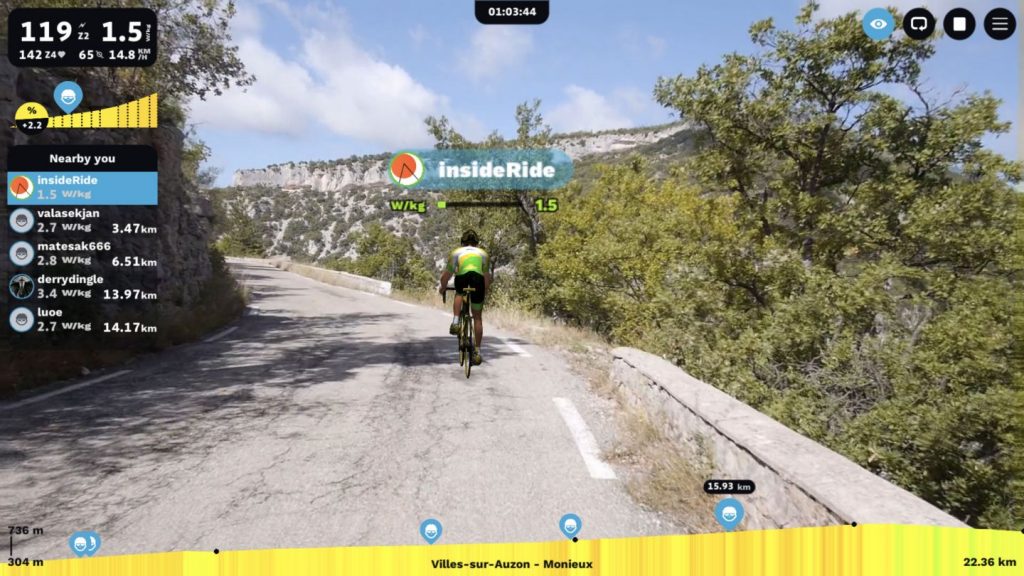 01:03:44
119 Z2 1.5 W/KG
142 Z4 65 14.8 KM/H
%
+2.2
Nearby you
insideRide
1.5 W/kg
valasekjan
2.7 W/kg 3.47km
matesak666
2.8 W/kg 6.51km
derrydingle
3.4 W/kg 13.97km
luoe
2.7 W/kg 14.17km
insideRide
W/kg 1.5
15.93 km
736 m
304 m
Villes-sur-Auzon - Monieux
22.36 km